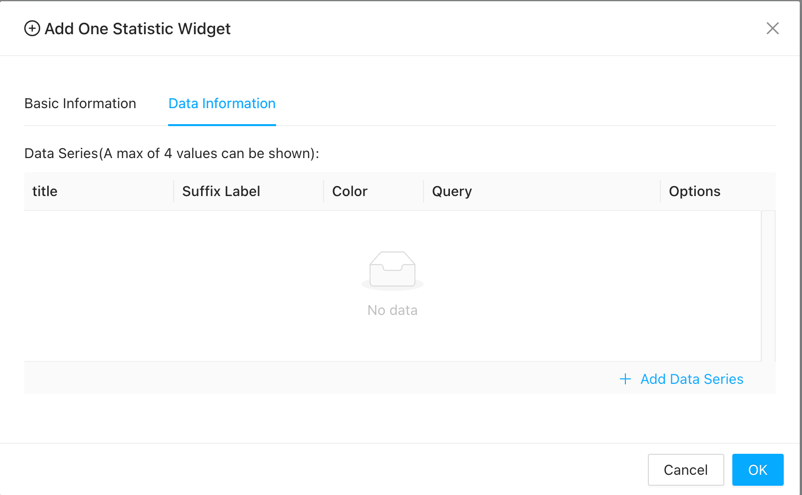 Add One Statistic Widget
Basic Information Data Information
Data Series(A max of 4 values can be shown):
title Suffix Label Color Query Options
No data
+ Add Data Series
Cancel OK